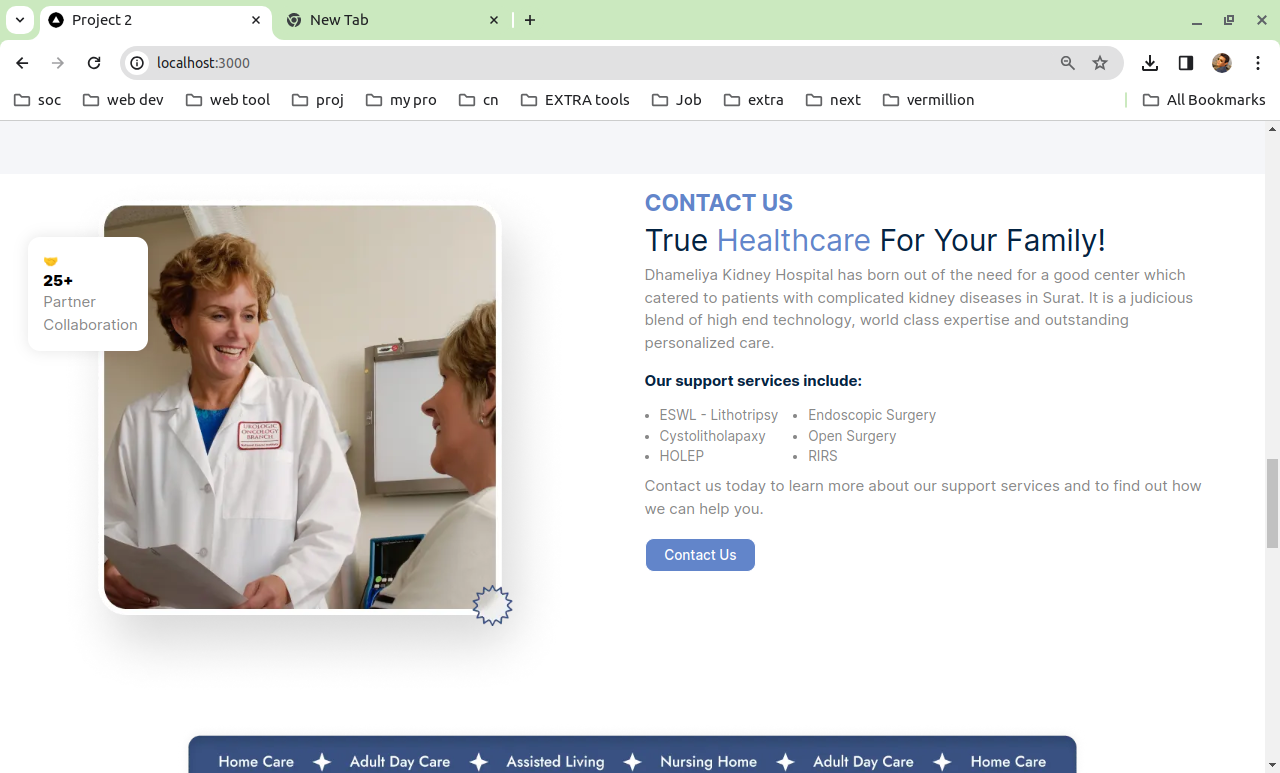 Project 2
New Tab
localhost:3000
soc
web dev
web tool
proj
my pro
cn
EXTRA tools
Job
extra
next
vermillion
All Bookmarks
25+
Partner
Collaboration
UROLOGIC
ONCOLOGY
BRANCH
CONTACT US
True Healthcare For Your Family!
Dhameliya Kidney Hospital has born out of the need for a good center which
catered to patients with complicated kidney diseases in Surat. It is a judicious
blend of high end technology, world class expertise and outstanding
personalized care.
Our support services include:
ESWL - Lithotripsy
Cystolitholapaxy
HOLEP
Endoscopic Surgery
Open Surgery
RIRS
Contact us today to learn more about our support services and to find out how
we can help you.
Contact Us
Home Care
Adult Day Care
Assisted Living
Nursing Home
Adult Day Care
Home Care